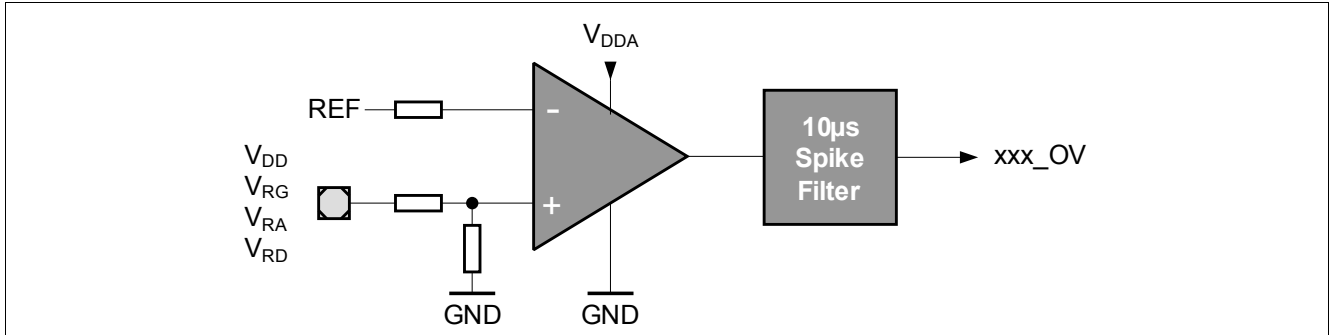 V_DDA
REF
-
V_DD
V_RG
V_RA
V_RD
+
GND
GND
10µs
Spike
Filter
xxx_OV